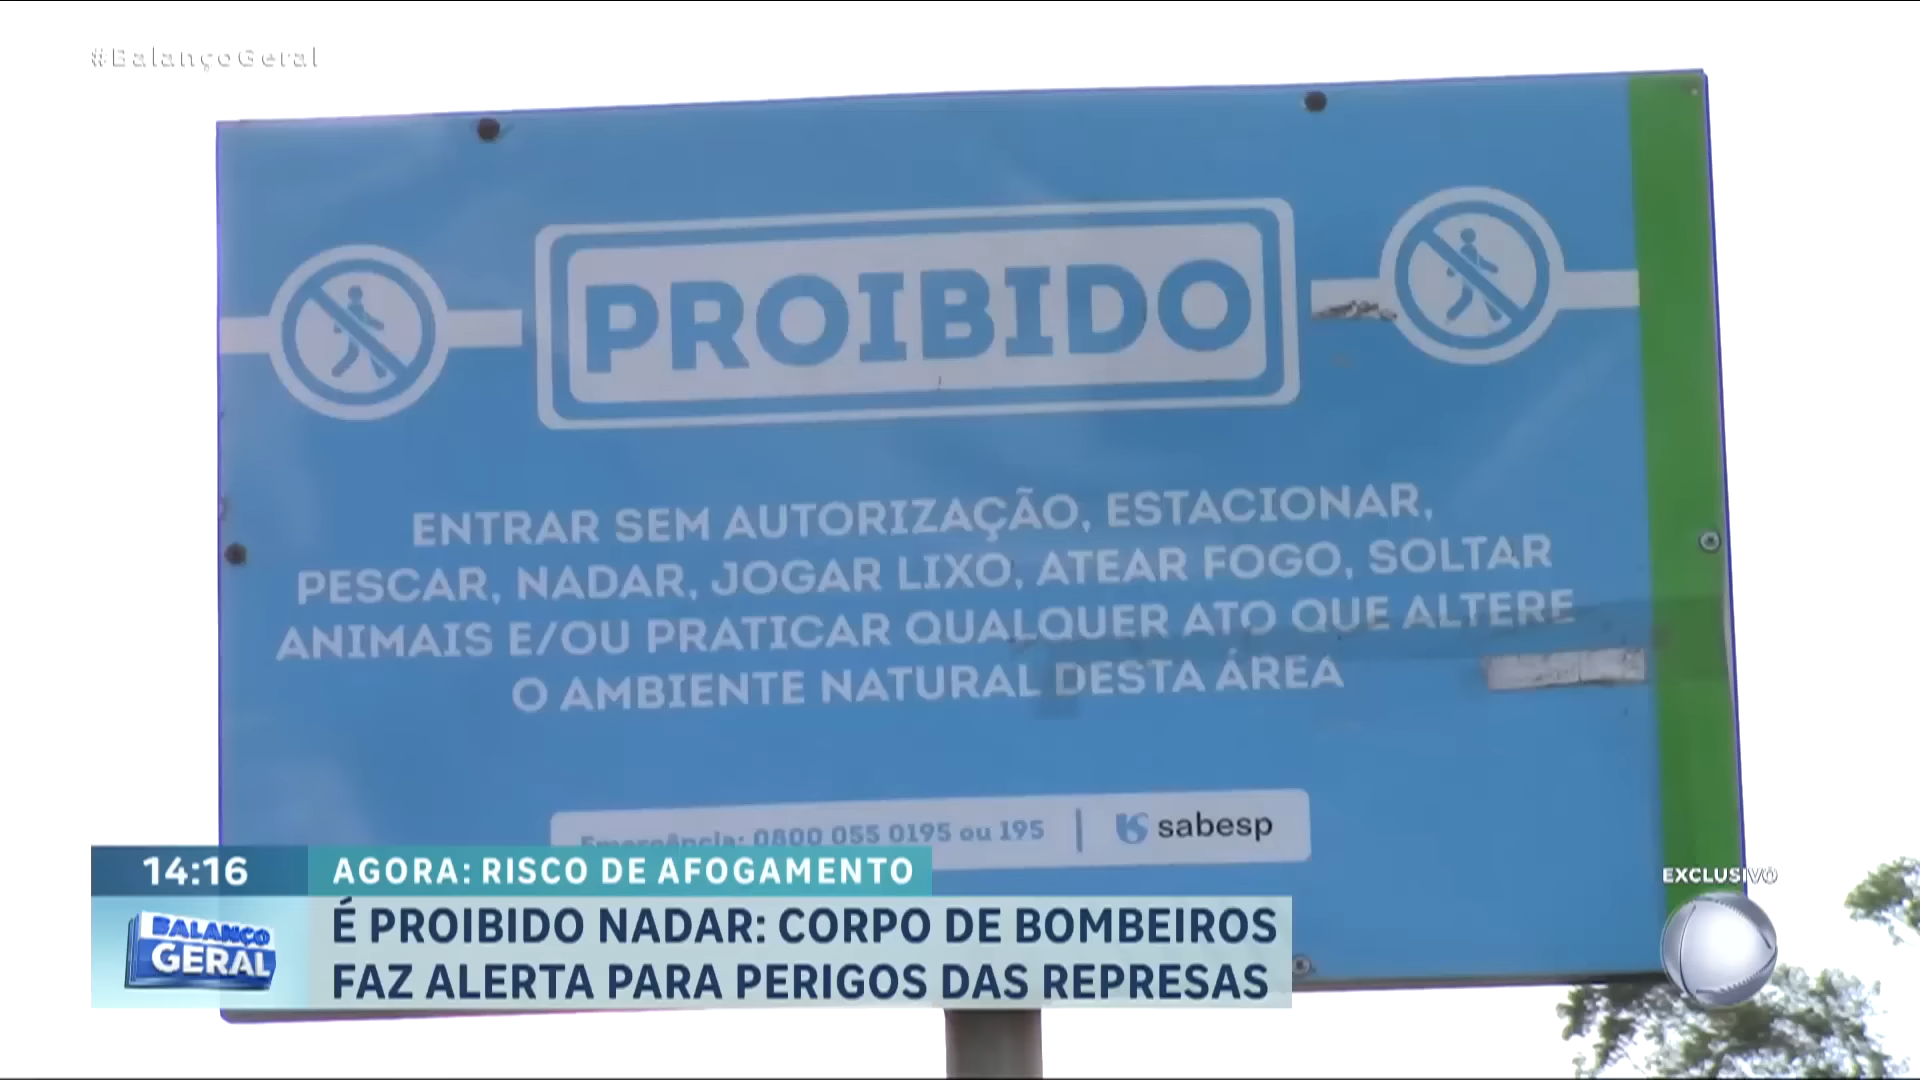 #BalançoGeral
PROIBIDO
ENTRAR SEM AUTORIZAÇÃO, ESTACIONAR,
PESCAR, NADAR, JOGAR LIXO, ATEAR FOGO, SOLTAR
ANIMAIS E/OU PRATICAR QUALQUER ATO QUE ALTERE
O AMBIENTE NATURAL DESTA ÁREA
Emergência: 0800 055 0195 ou 195
sabesp
14:16
AGORA: RISCO DE AFOGAMENTO
EXCLUSIVO
BALANÇO
GERAL
É PROIBIDO NADAR: CORPO DE BOMBEIROS
FAZ ALERTA PARA PERIGOS DAS REPRESAS